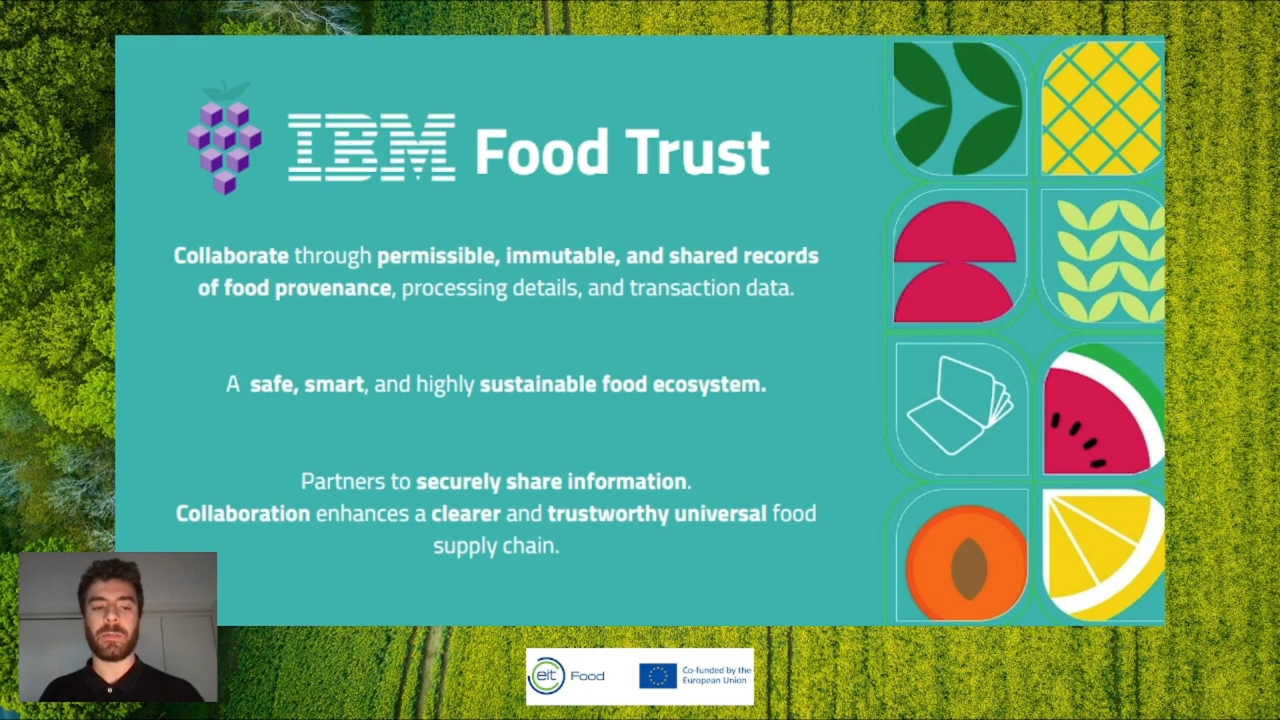 IBM Food Trust
Collaborate through permissible, immutable, and shared records
of food provenance, processing details, and transaction data.
A safe, smart, and highly sustainable food ecosystem.
Partners to securely share information.
Collaboration enhances a clearer and trustworthy universal food
supply chain.
eit Food
Co-funded by the
European Union